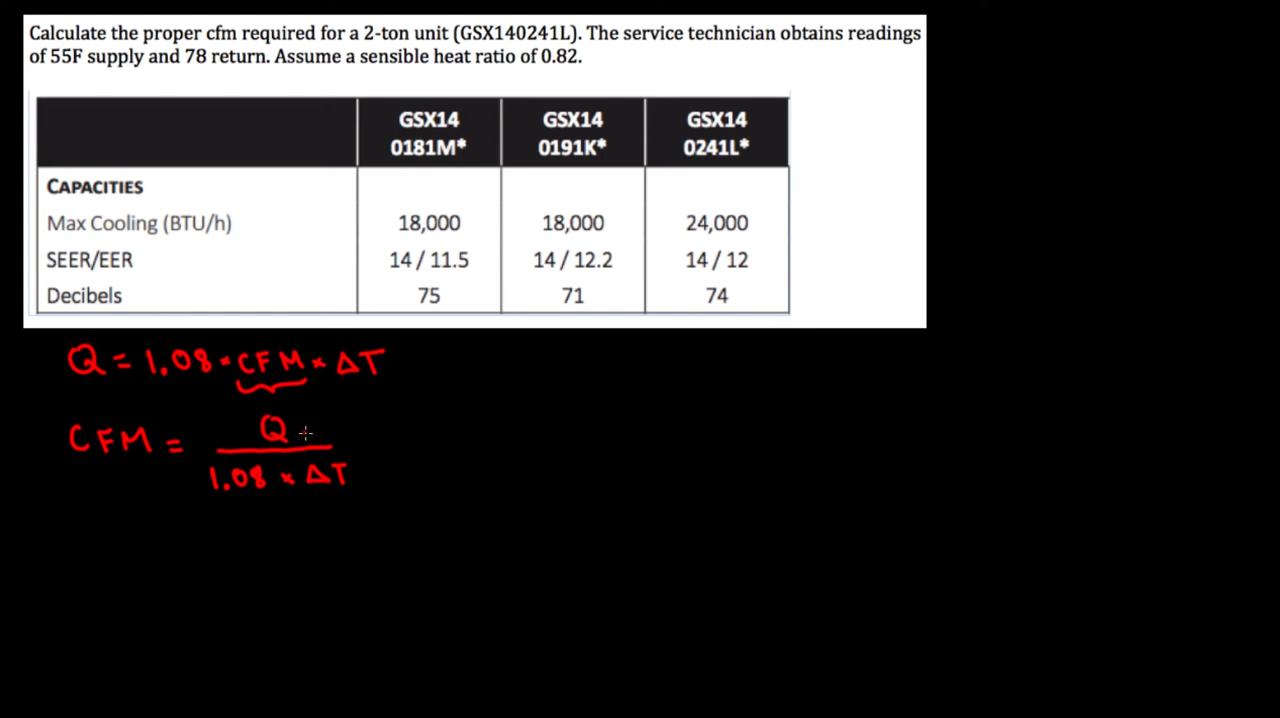 Calculate the proper cfm required for a 2-ton unit (GSX140241L). The service technician obtains readings
of 55F supply and 78 return. Assume a sensible heat ratio of 0.82.
GSX14 GSX14 GSX14
0181M* 0191K* 0241L*
CAPACITIES
Max Cooling (BTU/h) 18,000 18,000 24,000
SEER/EER 14 / 11.5 14 / 12.2 14 / 12
Decibels 75 71 74
Q = 1.08 * CFM * ΔT
CFM = Q
1.08 * ΔT